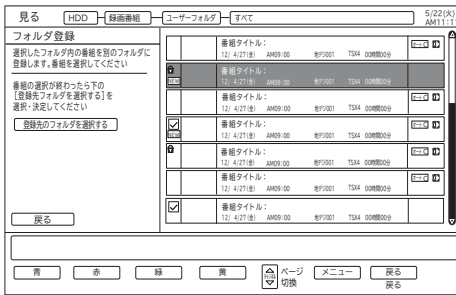 見る HDD 録画番組 ユーザーフォルダ すべて 5/22(火)
AM11:1
フォルダ登録
選択したフォルダ内の番組を別のフォルダに
登録します。番組を選択してください
番組の選択が終わったら下の
[登録先フォルダを選択する]を
選択・決定してください
登録先のフォルダを選択する
戻る
番組タイトル:
12/ 4/27(金) AM09:00 地デジ001 TSX4 00時間00分
NEW
番組タイトル:
12/ 4/27(金) AM09:00 地デジ001 TSX4 00時間00分
番組タイトル:
12/ 4/27(金) AM09:00 地デジ001 TSX4 00時間00分
NEW
番組タイトル:
12/ 4/27(金) AM09:00 地デジ001 TSX4 00時間00分
番組タイトル:
12/ 4/27(金) AM09:00 地デジ001 TSX4 00時間00分
番組タイトル:
12/ 4/27(金) AM09:00 地デジ001 TSX4 00時間00分
番組タイトル:
12/ 4/27(金) AM09:00 地デジ001 TSX4 00時間00分
青 赤 緑 黄 チャンネル ページ切換 メニュー 戻る
戻る